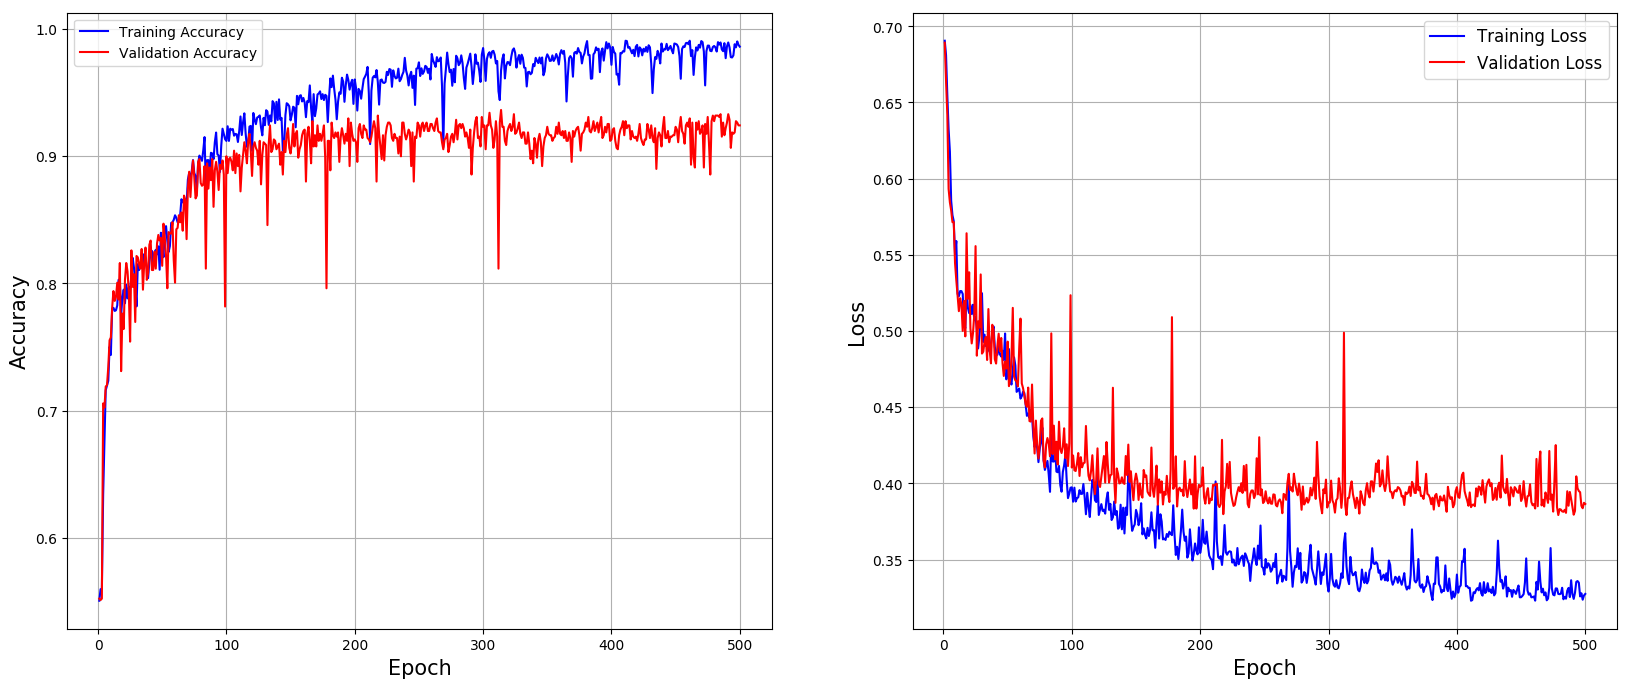 Training Accuracy
Validation Accuracy
1.0
0.9
0.8
0.7
0.6
Accuracy
0 100 200 300 400 500
Epoch
Training Loss
Validation Loss
0.70
0.65
0.60
0.55
0.50
0.45
0.40
0.35
Loss
0 100 200 300 400 500
Epoch